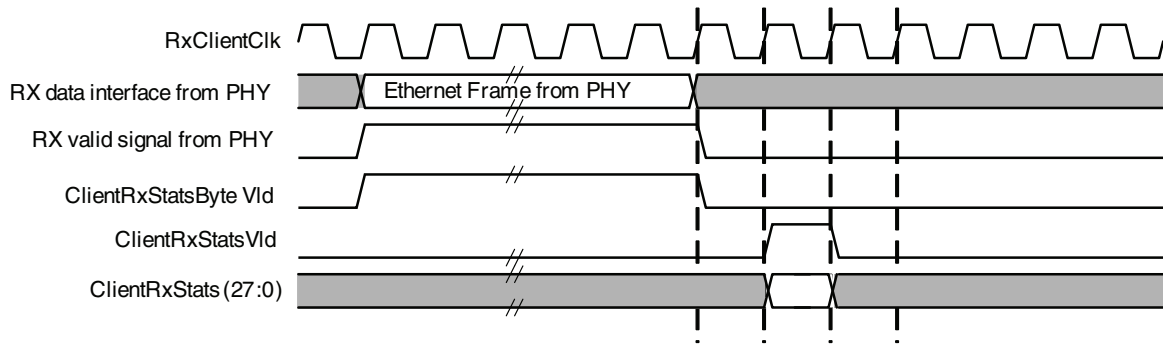 RxClientClk
RX data interface from PHY
Ethernet Frame from PHY
RX valid signal from PHY
ClientRxStatsByte Vld
ClientRxStatsVld
ClientRxStats (27:0)